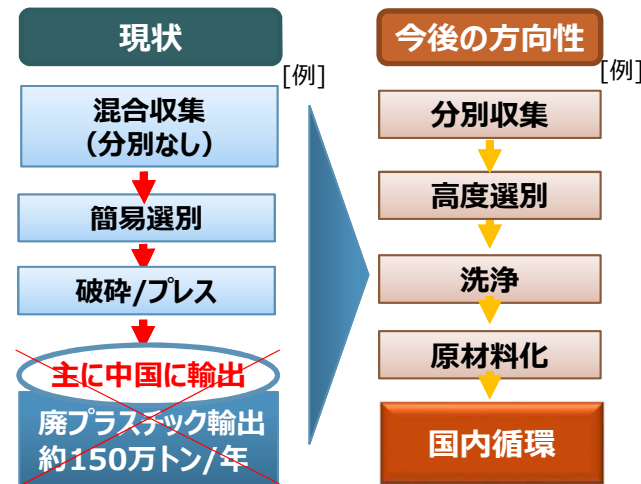 現状
[例]
混合収集
（分別なし）
簡易選別
破砕/プレス
主に中国に輸出
廃プラスチック輸出
約150万トン/年
今後の方向性
[例]
分別収集
高度選別
洗浄
原材料化
国内循環